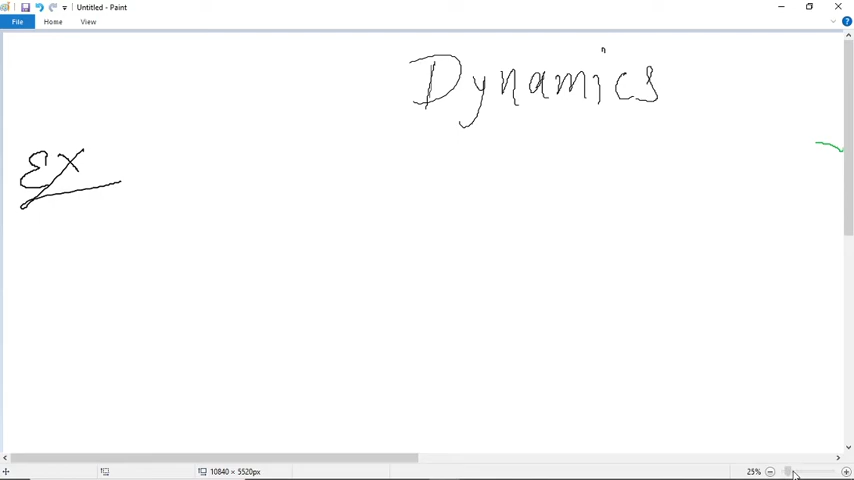 Untitled - Paint
File Home View
Dynamics
Ex
10840 × 5520px
25%